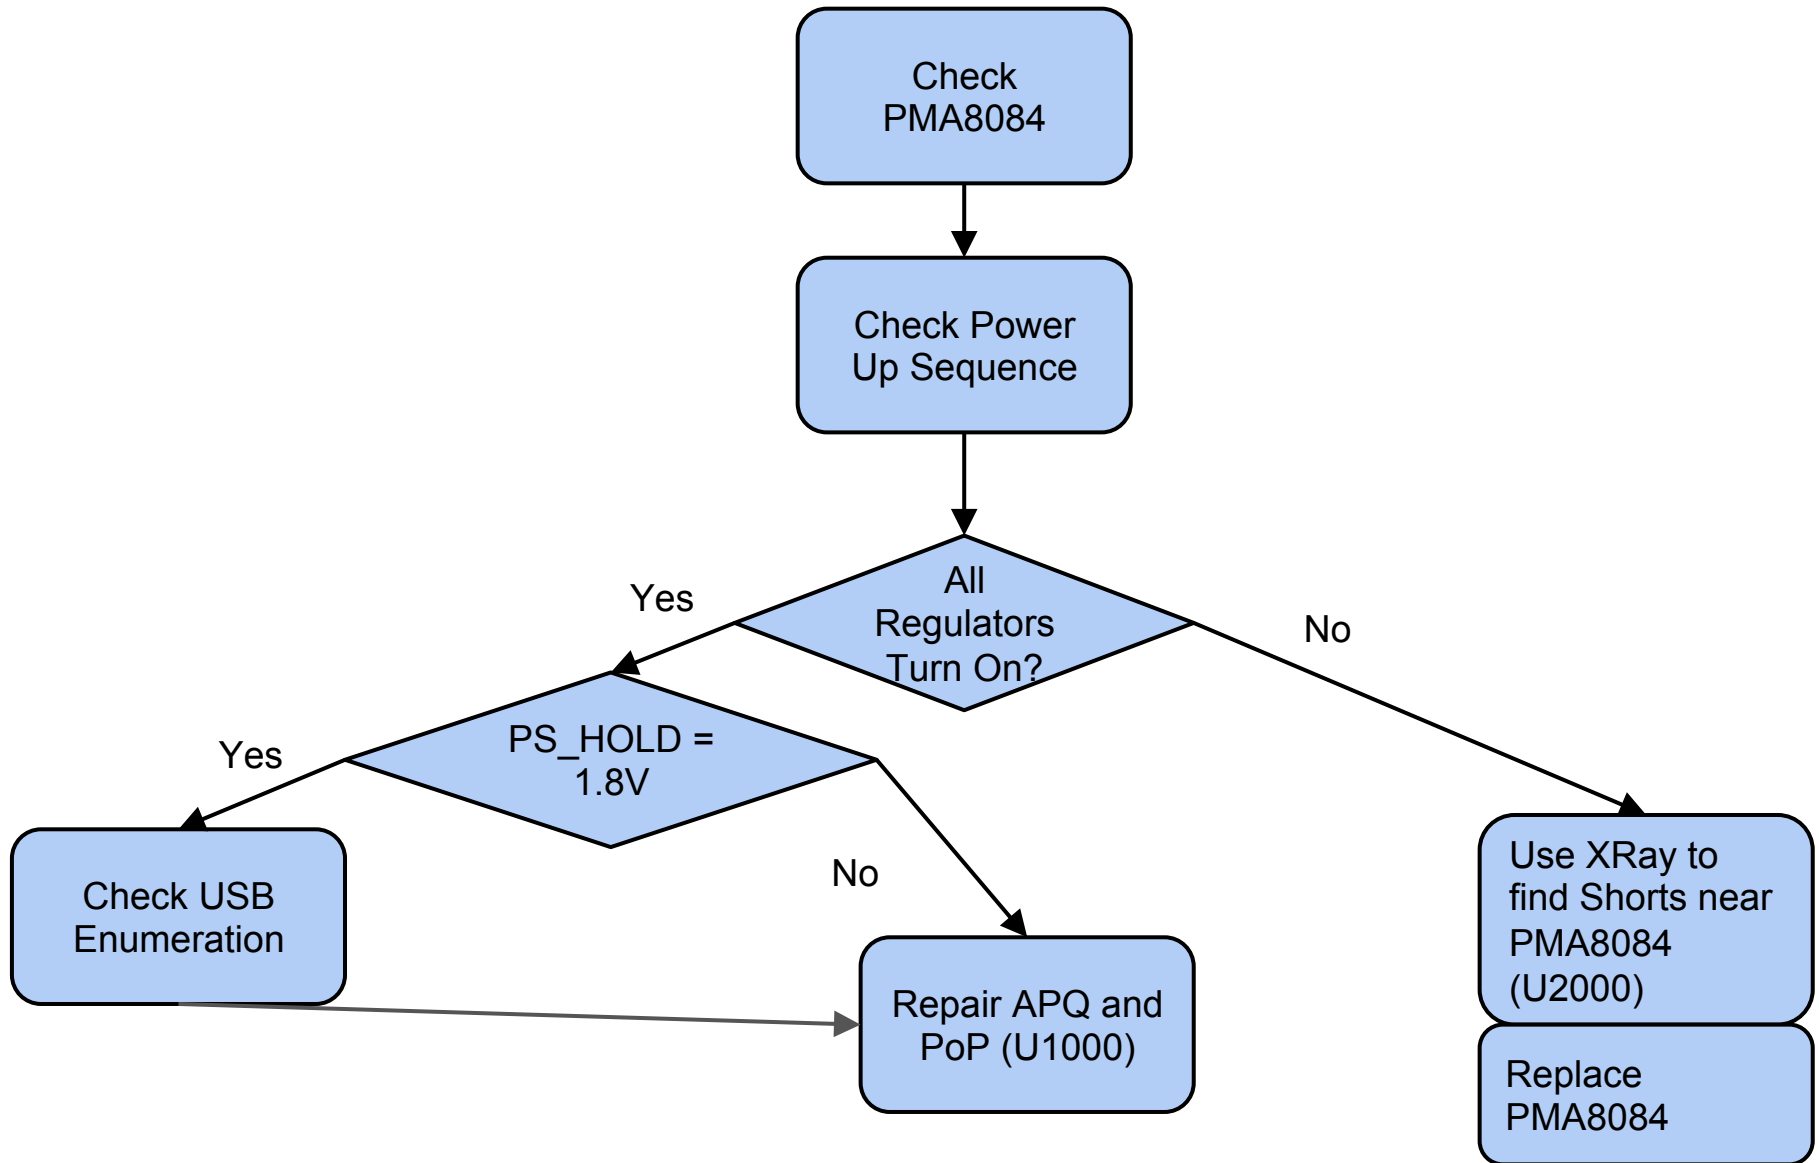 Check
PMA8084
Check Power
Up Sequence
All
Regulators
Turn On?
Yes
No
PS_HOLD =
1.8V
Yes
No
Check USB
Enumeration
Repair APQ and
PoP (U1000)
Use XRay to
find Shorts near
PMA8084
(U2000)
Replace
PMA8084